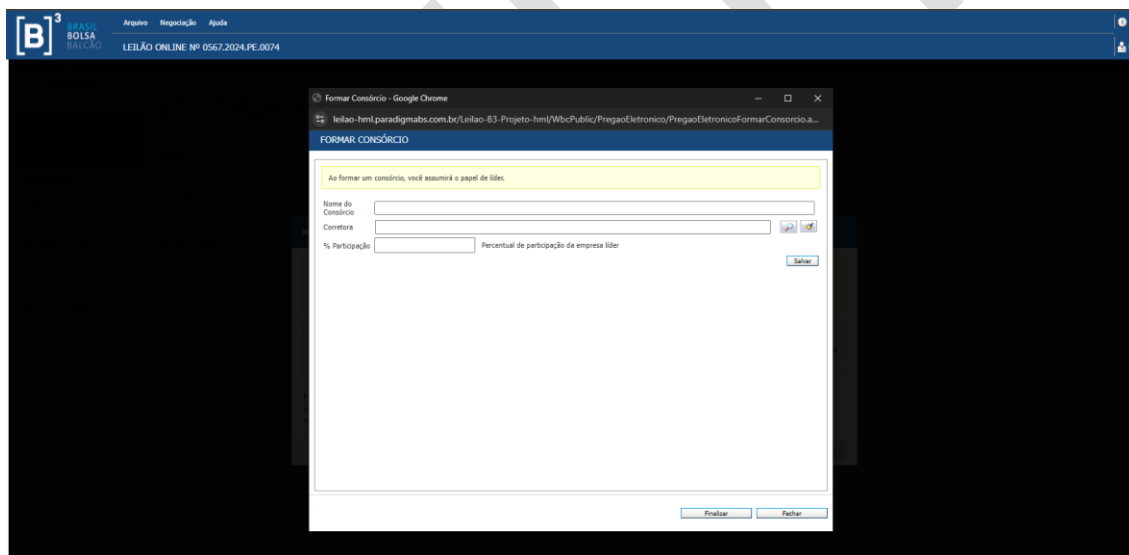 [B]³ BRASIL
BOLSA
BALCÃO
Arquivo Negociação Ajuda
LEILÃO ONLINE Nº 0567.2024.PE.0074
Formar Consórcio - Google Chrome
leilao-hml.paradigmabs.com.br/Leilao-B3-Projeto-hml/WbcPublic/PregaoEletronico/PregaoEletronicoFormarConsorcio.a...
FORMAR CONSÓRCIO
Ao formar um consórcio, você assumirá o papel de líder.
Nome do
Consórcio
Corretora
% Participação Percentual de participação da empresa líder
Salvar
Finalizar Fechar